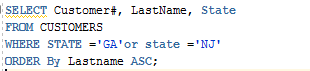 SELECT Customer#, LastName, State
FROM CUSTOMERS
WHERE STATE ='GA'or state ='NJ'
ORDER By Lastname ASC;